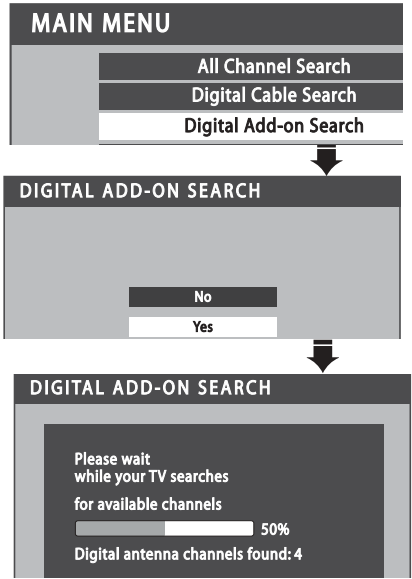 MAIN MENU
All Channel Search
Digital Cable Search
Digital Add-on Search
DIGITAL ADD-ON SEARCH
No
Yes
DIGITAL ADD-ON SEARCH
Please wait
while your TV searches
for available channels
50%
Digital antenna channels found: 4